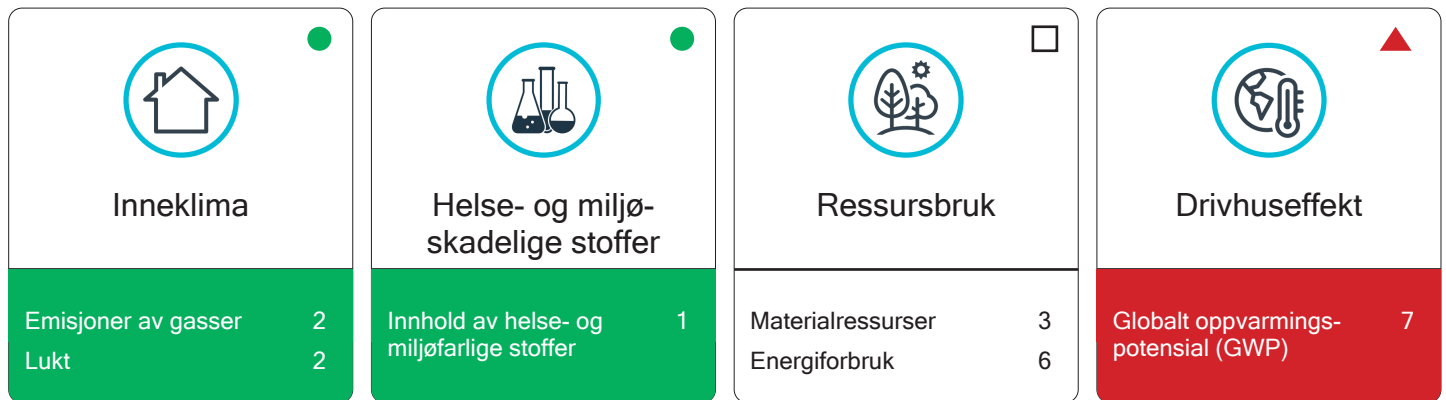 Inneklima
Emisjoner av gasser 2
Lukt 2
Helse- og miljø-
skadelige stoffer
Innhold av helse- og 1
miljøfarlige stoffer
Ressursbruk
Materialressurser 3
Energiforbruk 6
Drivhuseffekt
Globalt oppvarmings- 7
potensial (GWP)